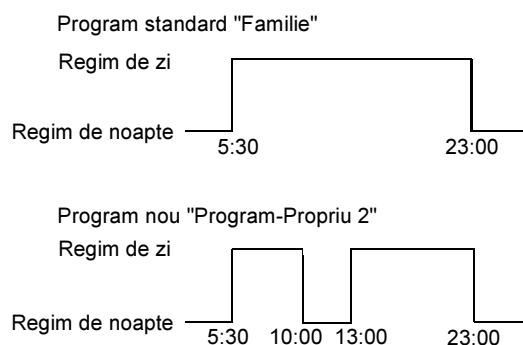 Program standard "Familie"
Regim de zi
Regim de noapte
5:30 23:00
Program nou "Program-Propriu 2"
Regim de zi
Regim de noapte
5:30 10:00 13:00 23:00